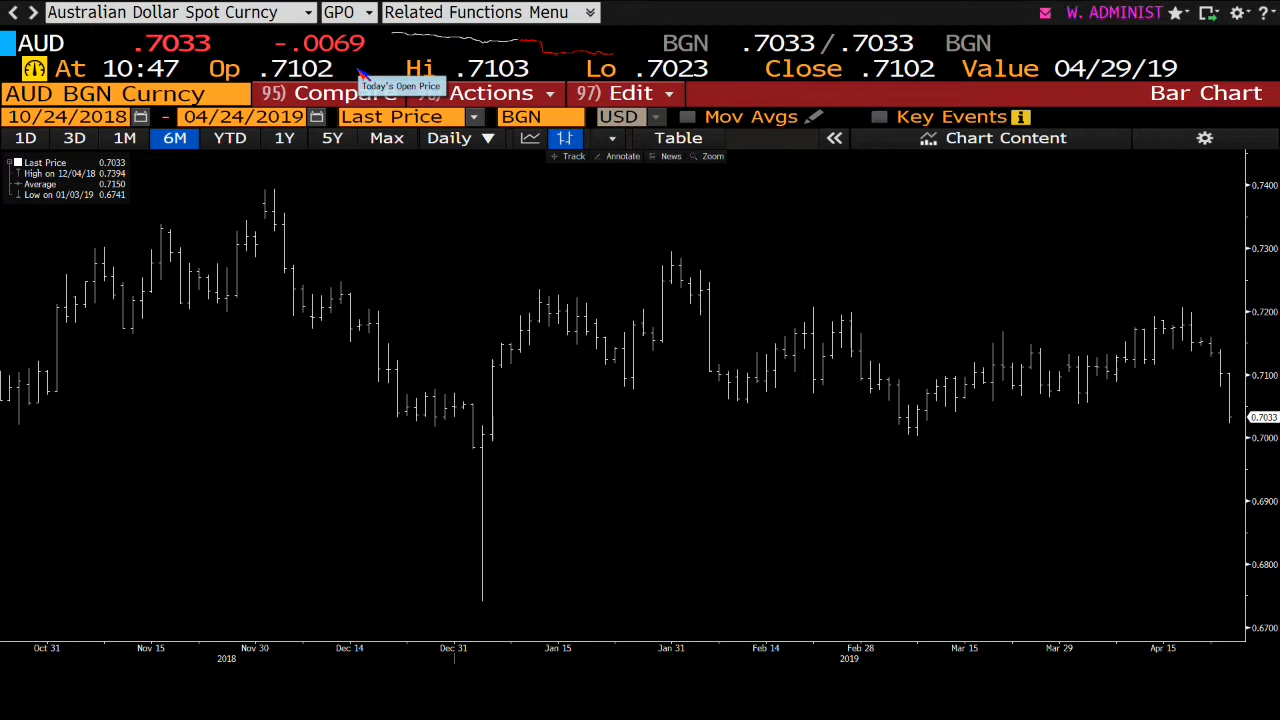 Australian Dollar Spot Curncy GPO Related Functions Menu W. ADMINIST
AUD .7033 -.0069 BGN .7033 / .7033 BGN
At 10:47 Op .7102 Hi .7103 Lo .7023 Close .7102 Value 04/29/19
Today's Open Price
AUD BGN Curncy 95) Compare Actions 97) Edit Bar Chart
10/24/2018 - 04/24/2019 Last Price BGN USD Mov Avgs Key Events
1D 3D 1M 6M YTD 1Y 5Y Max Daily Table Chart Content
Track Annotate News Zoom
Last Price 0.7033
High on 12/04/18 0.7394
Average 0.7150
Low on 01/03/19 0.6741
0.7400
0.7300
0.7200
0.7100
0.7033
0.7000
0.6900
0.6800
0.6700
Oct 31 Nov 15 Nov 30 Dec 14 Dec 31 Jan 15 Jan 31 Feb 14 Feb 28 Mar 15 Mar 29 Apr 15
2018 2019